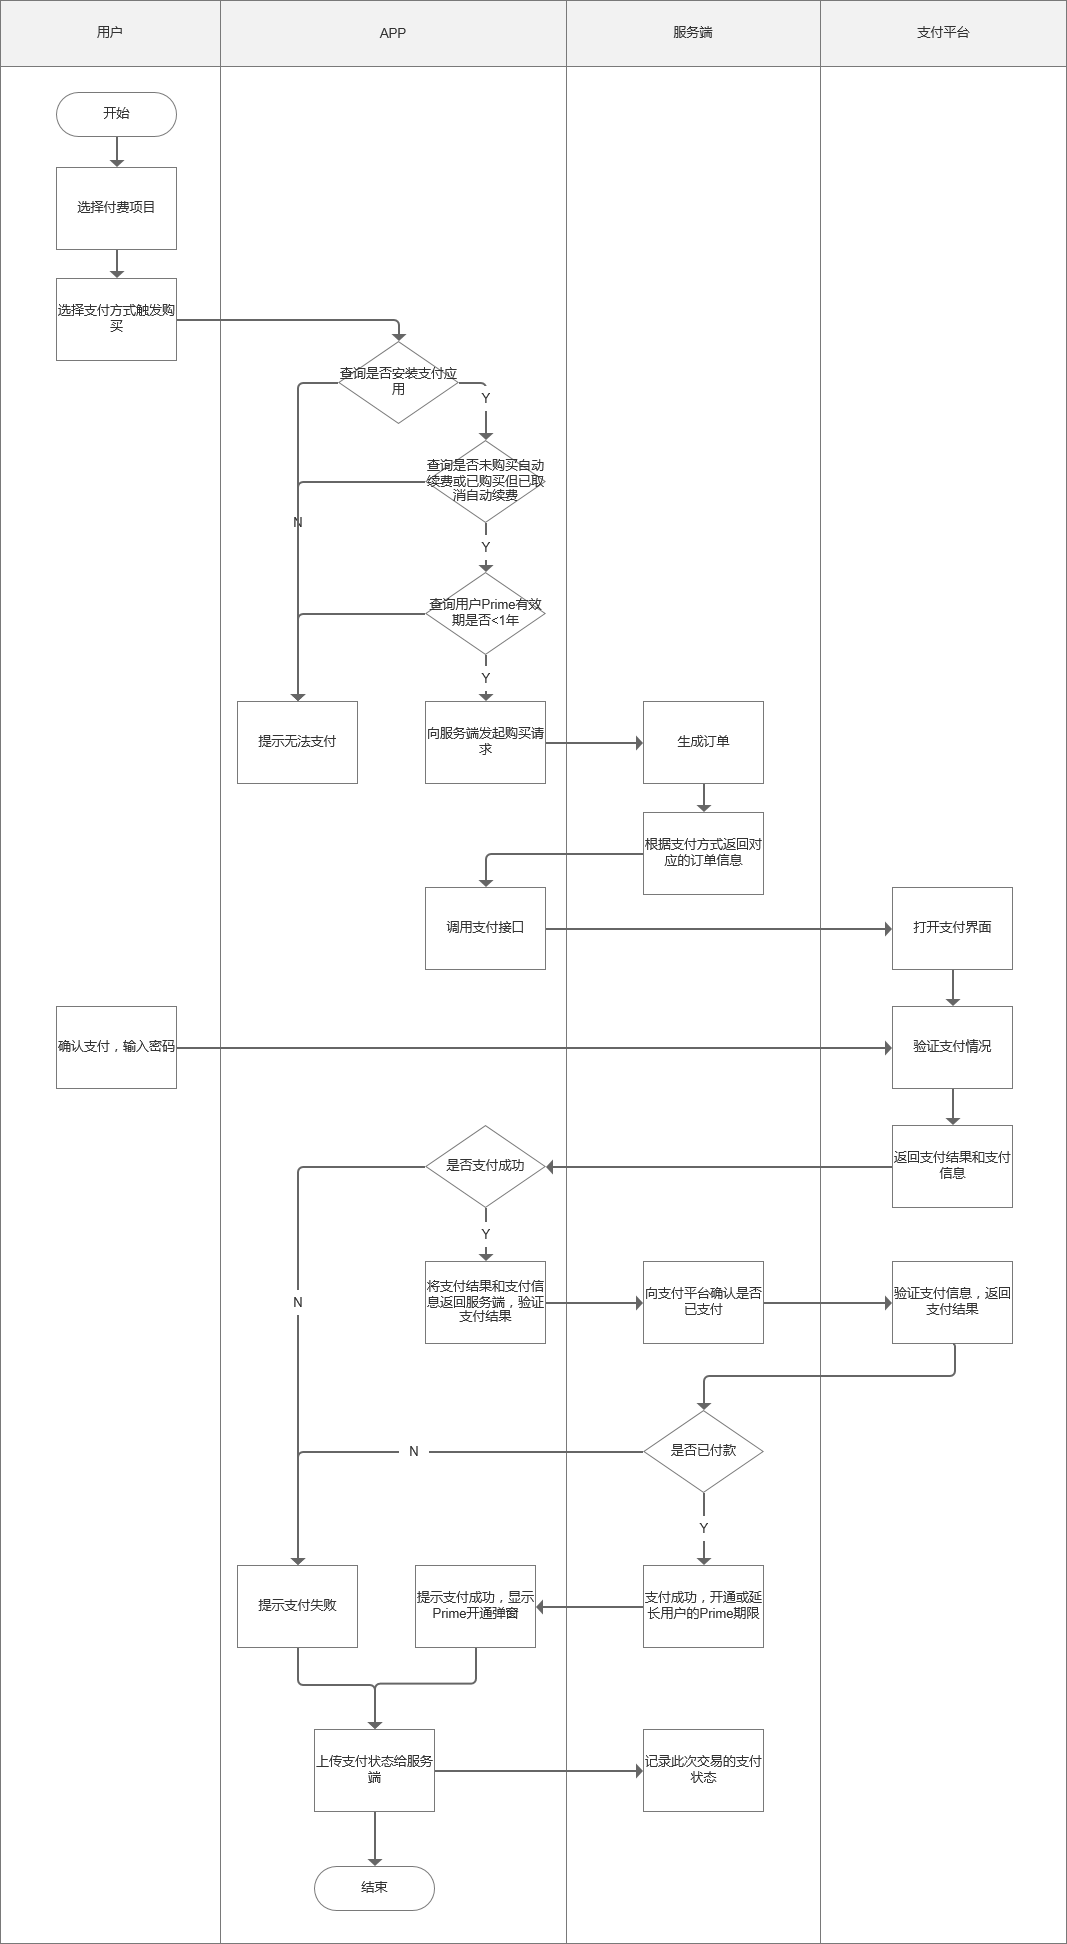 用户
APP
服务端
支付平台
开始
选择付费项目
选择支付方式触发购
买
查询是否安装支付应
用
Y
查询是否未购买自动
续费或已购买但已取
消自动续费
N
Y
查询用户Prime有效
期是否<1年
Y
提示无法支付
向服务端发起购买请
求
生成订单
根据支付方式返回对
应的订单信息
调用支付接口
打开支付界面
确认支付，输入密码
验证支付情况
是否支付成功
返回支付结果和支付
信息
Y
N
将支付结果和支付信
息返回服务端，验证
支付结果
向支付平台确认是否
已支付
验证支付信息，返回
支付结果
N
是否已付款
Y
提示支付失败
提示支付成功，显示
Prime开通弹窗
支付成功，开通或延
长用户的Prime期限
上传支付状态给服务
端
记录此次交易的支付
状态
结束